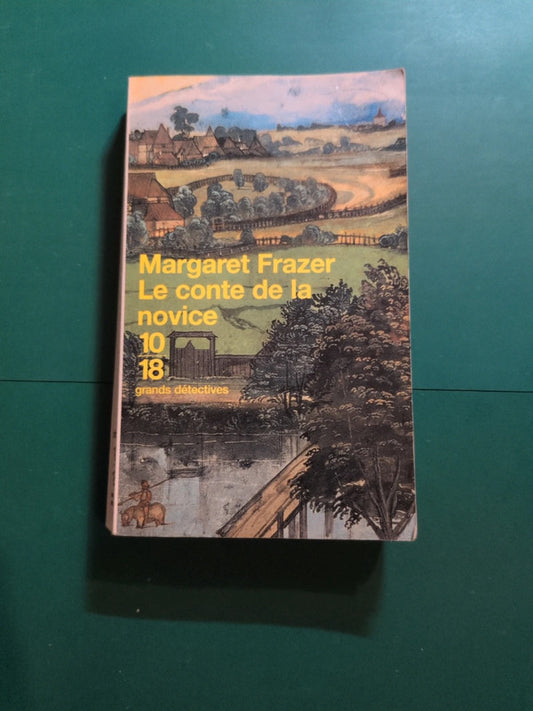 Margaret Frazer
Le conte de la
novice
10
18
grands détectives